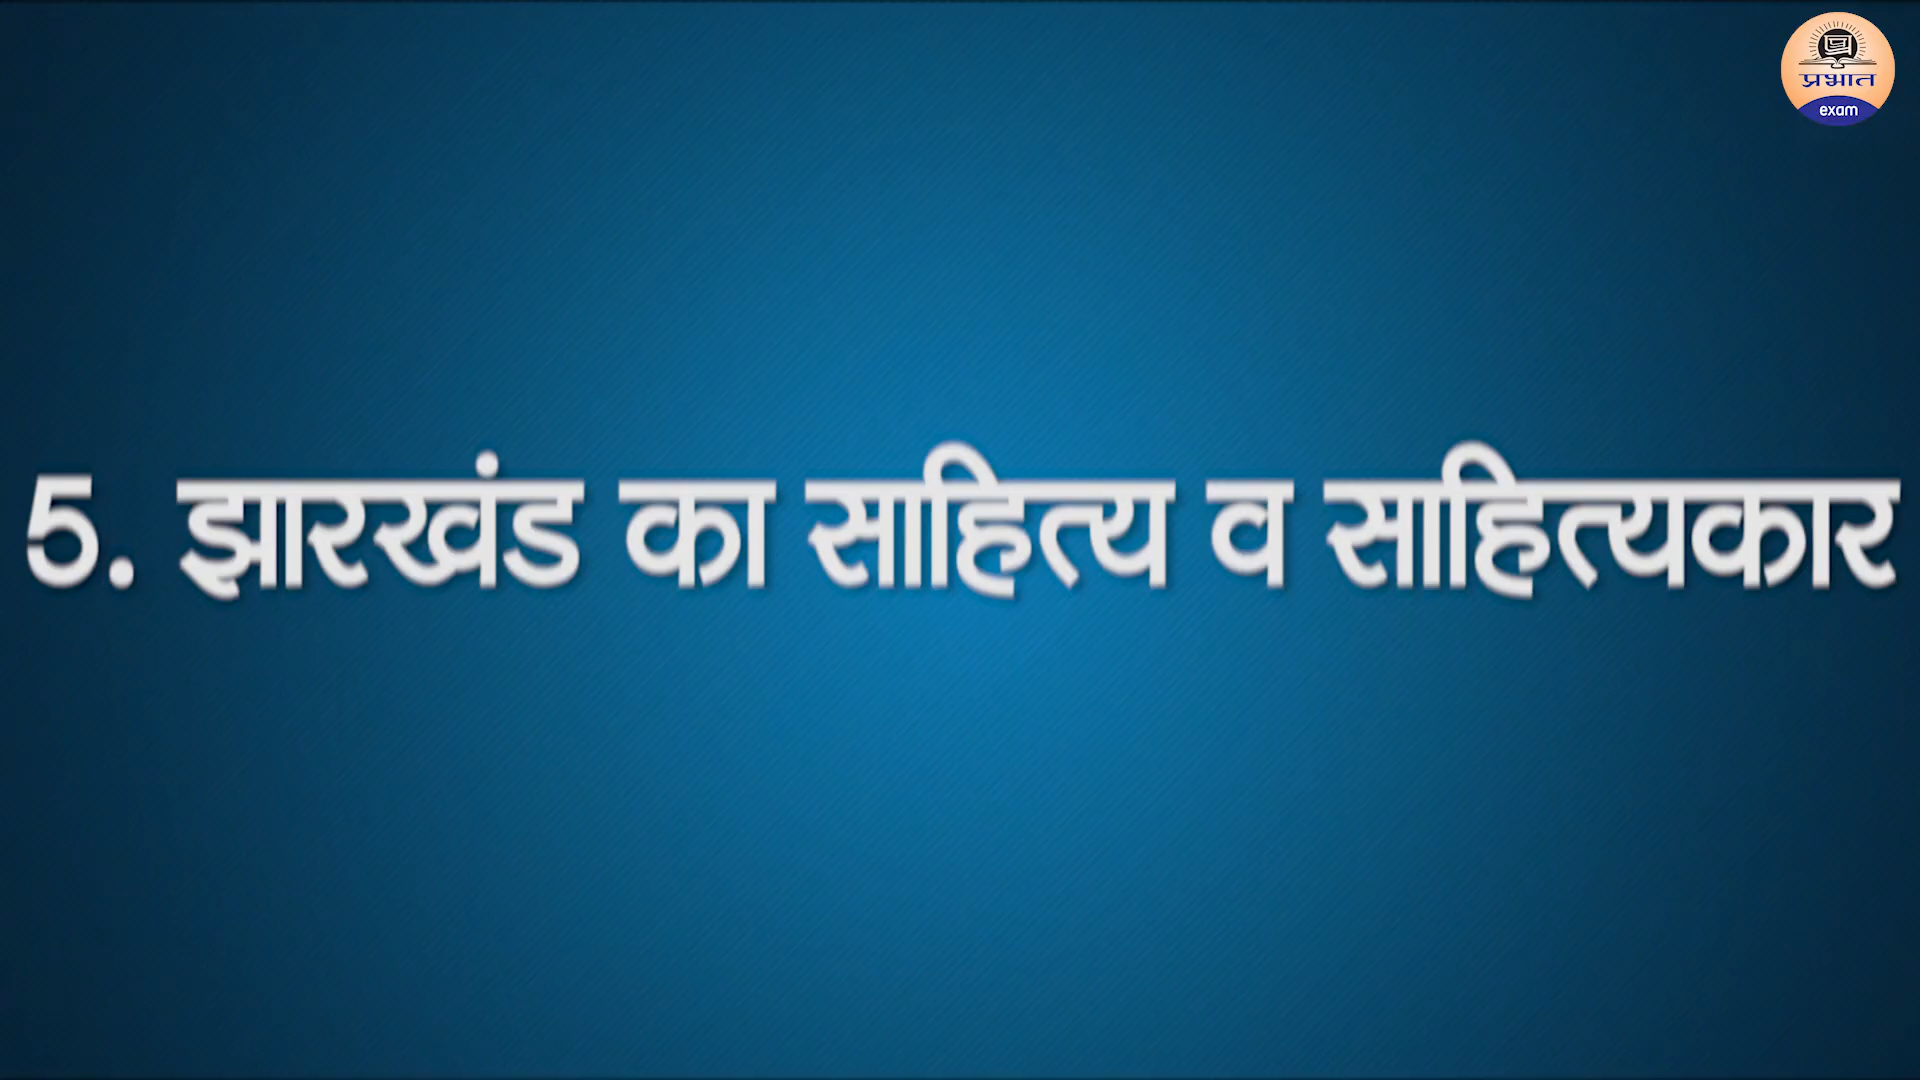 प्रभात
exam
5. झारखंड का साहित्य व साहित्यकार